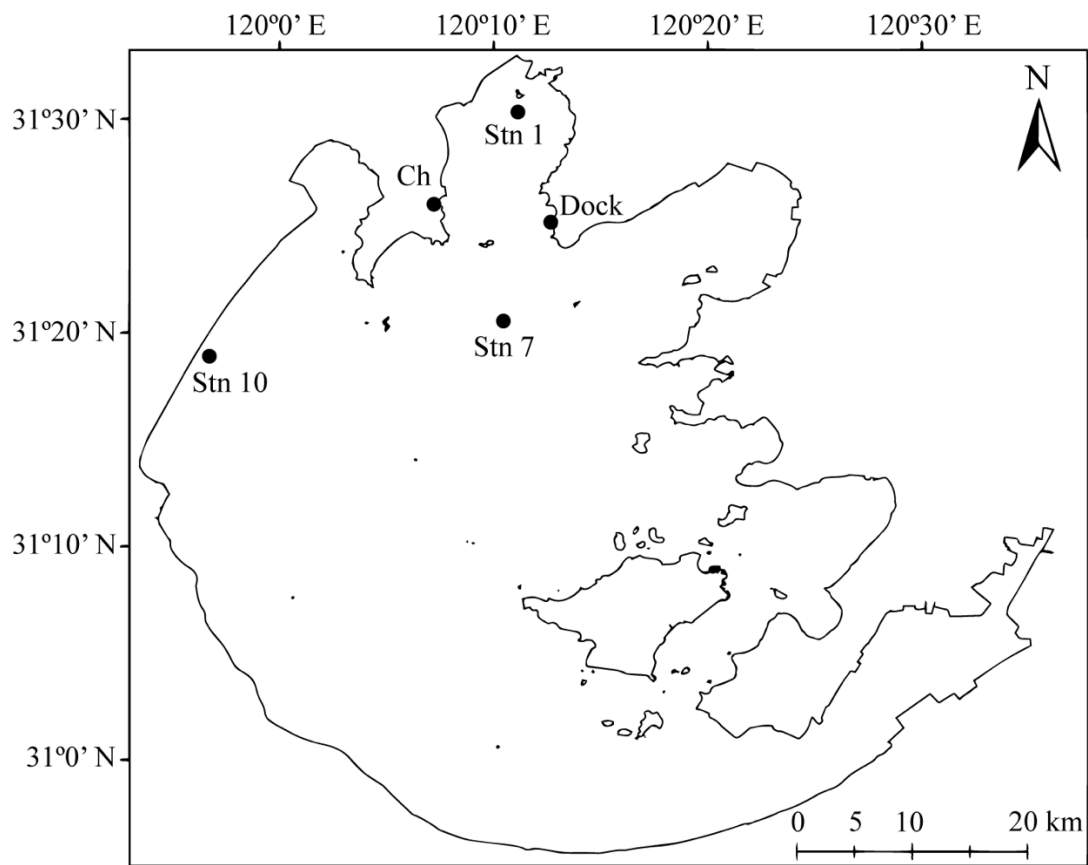 120º0’ E 120º10’ E 120º20’ E 120º30’ E
N
31º30’ N
Stn 1
Ch
Dock
31º20’ N
Stn 7
Stn 10
31º10’ N
31º0’ N
0 5 10 20 km